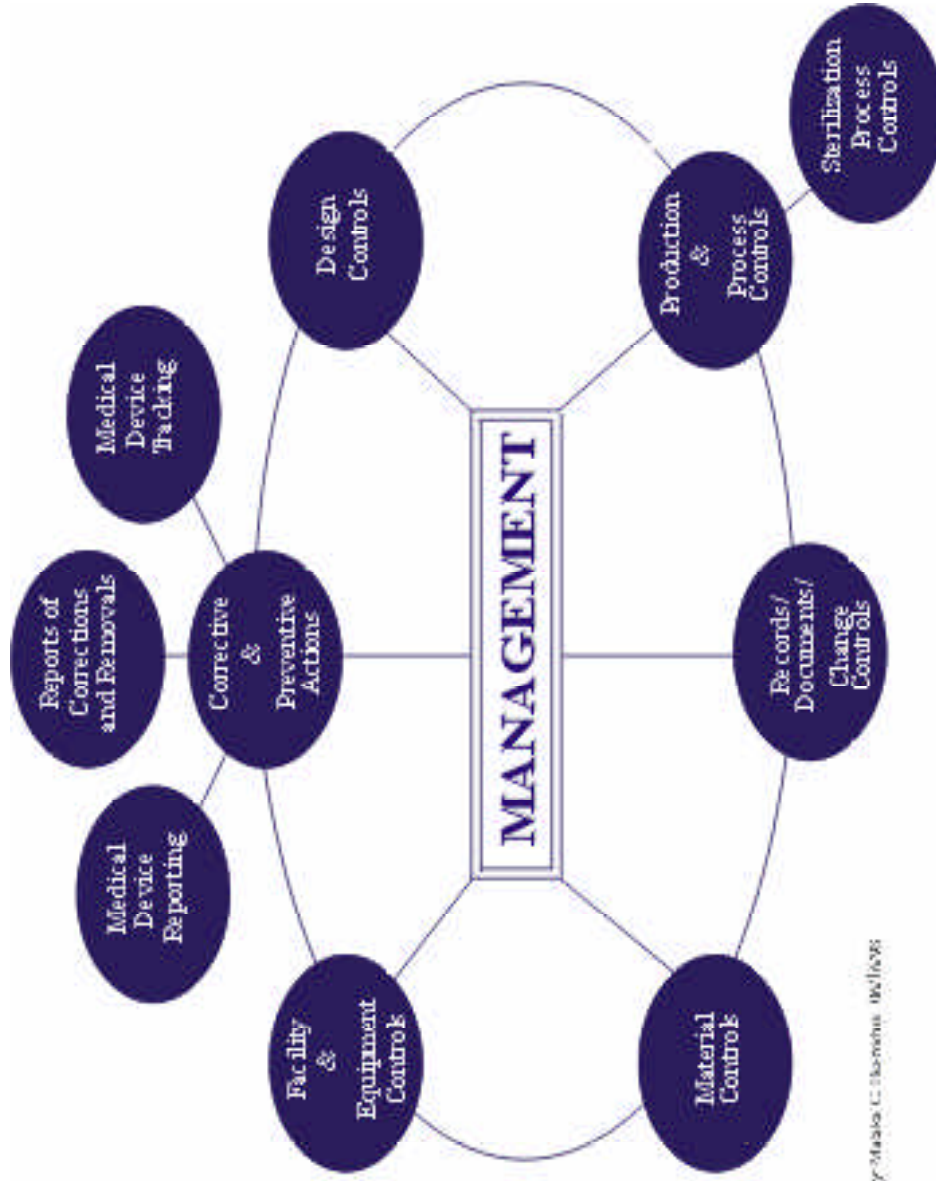 Reports of
Corrections
and Removals
Medical
Device
Reporting
Medical
Device
Tracking
Corrective
&
Preventive
Actions
Facility
&
Equipment
Controls
Design
Controls
MANAGEMENT
Material
Controls
Records/
Documents/
Change
Controls
Production
&
Process
Controls
Sterilization
Process
Controls